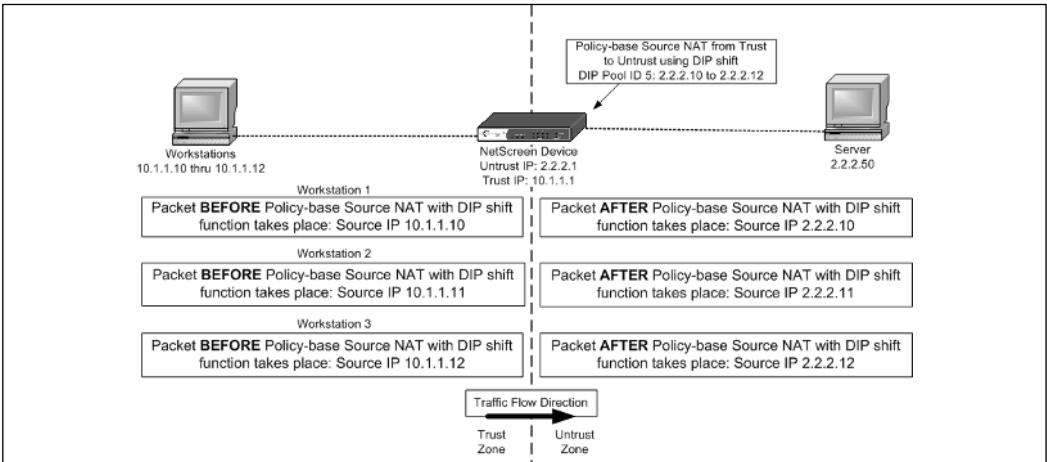 Policy-base Source NAT from Trust
to Untrust using DIP shift
DIP Pool ID 5: 2.2.2.10 to 2.2.2.12
Workstations
10.1.1.10 thru 10.1.1.12
NetScreen Device
Untrust IP: 2.2.2.1
Trust IP: 10.1.1.1
Server
2.2.2.50
Workstation 1
Packet BEFORE Policy-base Source NAT with DIP shift
function takes place: Source IP 10.1.1.10
Packet AFTER Policy-base Source NAT with DIP shift
function takes place: Source IP 2.2.2.10
Workstation 2
Packet BEFORE Policy-base Source NAT with DIP shift
function takes place: Source IP 10.1.1.11
Packet AFTER Policy-base Source NAT with DIP shift
function takes place: Source IP 2.2.2.11
Workstation 3
Packet BEFORE Policy-base Source NAT with DIP shift
function takes place: Source IP 10.1.1.12
Packet AFTER Policy-base Source NAT with DIP shift
function takes place: Source IP 2.2.2.12
Traffic Flow Direction
Trust
Zone
Untrust
Zone